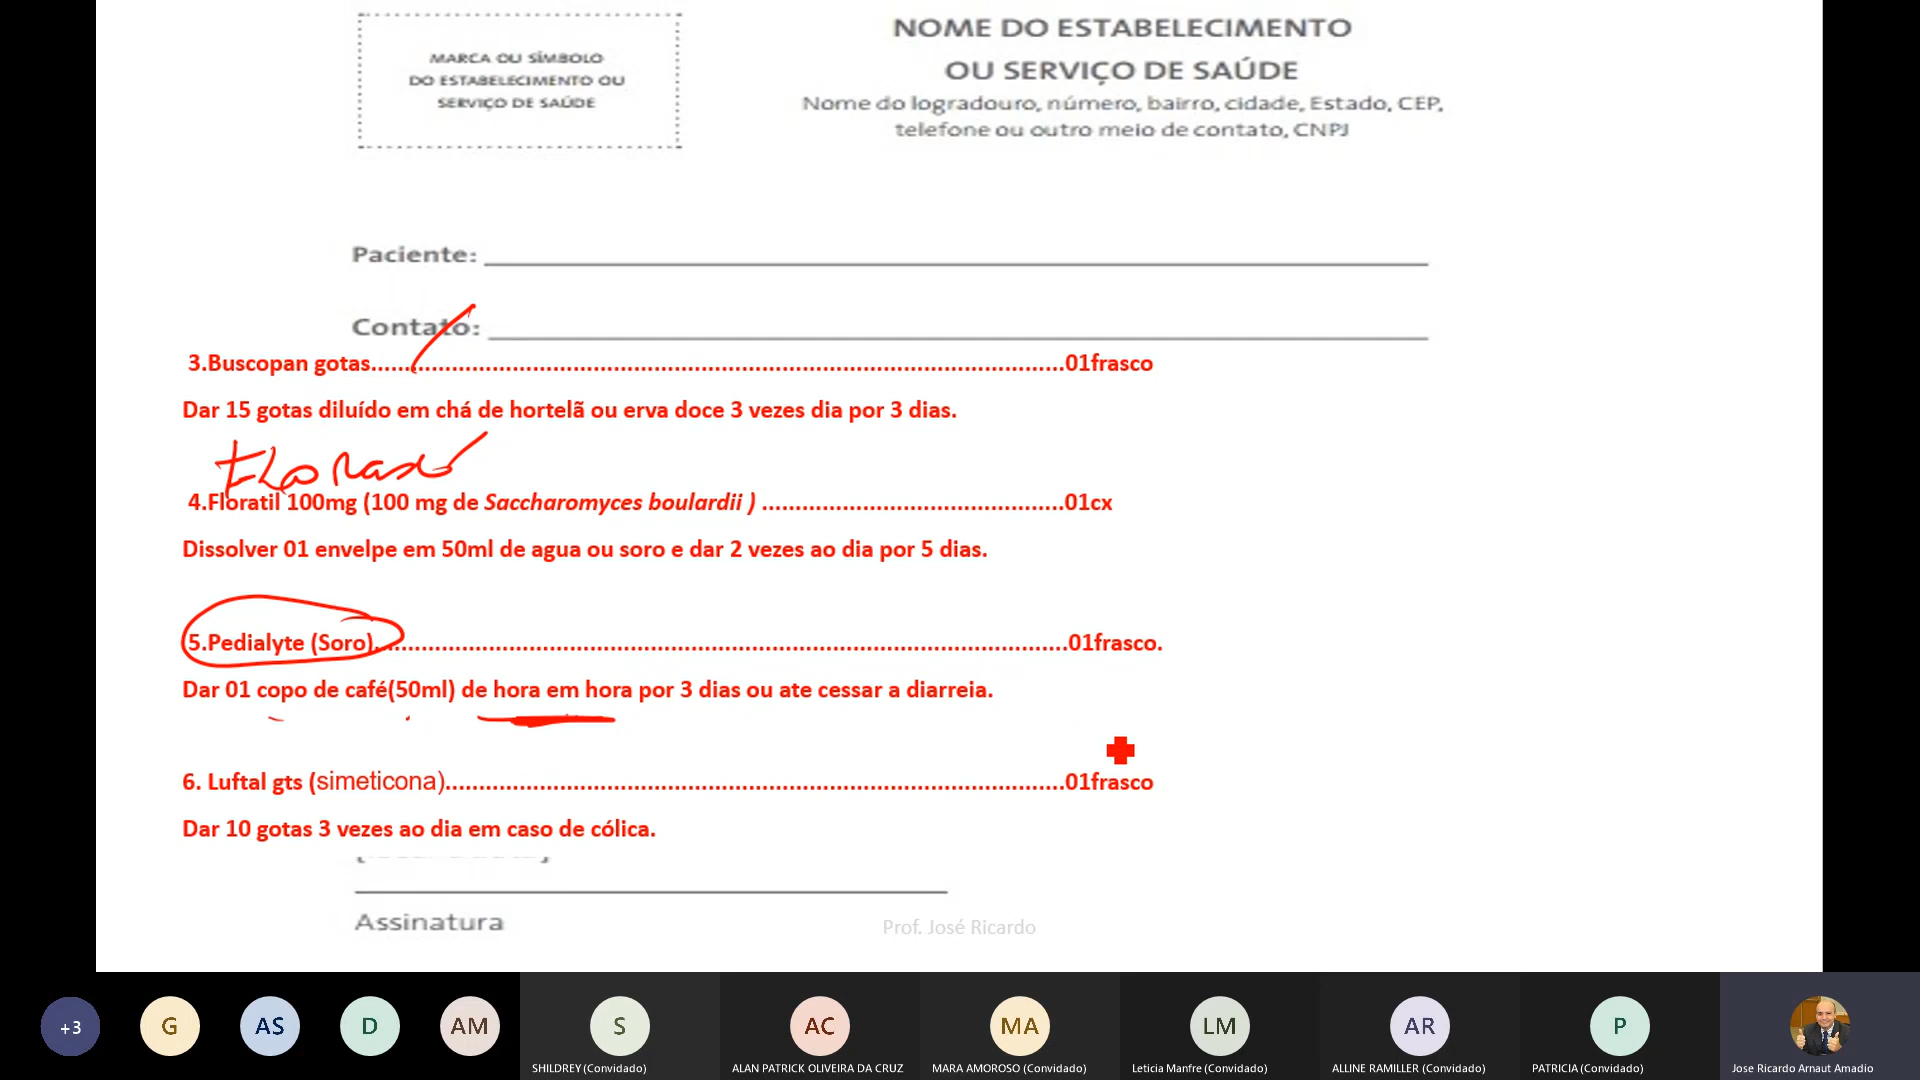 MARCA OU SÍMBOLO
DO ESTABELECIMENTO OU
SERVIÇO DE SAÚDE
NOME DO ESTABELECIMENTO
OU SERVIÇO DE SAÚDE
Nome do logradouro, número, bairro, cidade, Estado, CEP,
telefone ou outro meio de contato, CNPJ
Paciente:
Contato:
3.Buscopan gotas........................................................................................................01frasco
Dar 15 gotas diluído em chá de hortelã ou erva doce 3 vezes dia por 3 dias.
4.Floratil 100mg (100 mg de Saccharomyces boulardii ) .............................................01cx
Dissolver 01 envelpe em 50ml de agua ou soro e dar 2 vezes ao dia por 5 dias.
5.Pedialyte (Soro)........................................................................................................01frasco.
Dar 01 copo de café(50ml) de hora em hora por 3 dias ou ate cessar a diarreia.
6. Luftal gts (simeticona)............................................................................................01frasco
Dar 10 gotas 3 vezes ao dia em caso de cólica.
Assinatura
Prof. José Ricardo
+3 G AS D AM S AC MA LM AR P
SHILDREY (Convidado) ALAN PATRICK OLIVEIRA DA CRUZ MARA AMOROSO (Convidado) Leticia Manfre (Convidado) ALLINE RAMILLER (Convidado) PATRICIA (Convidado) Jose Ricardo Arnaut Amadio